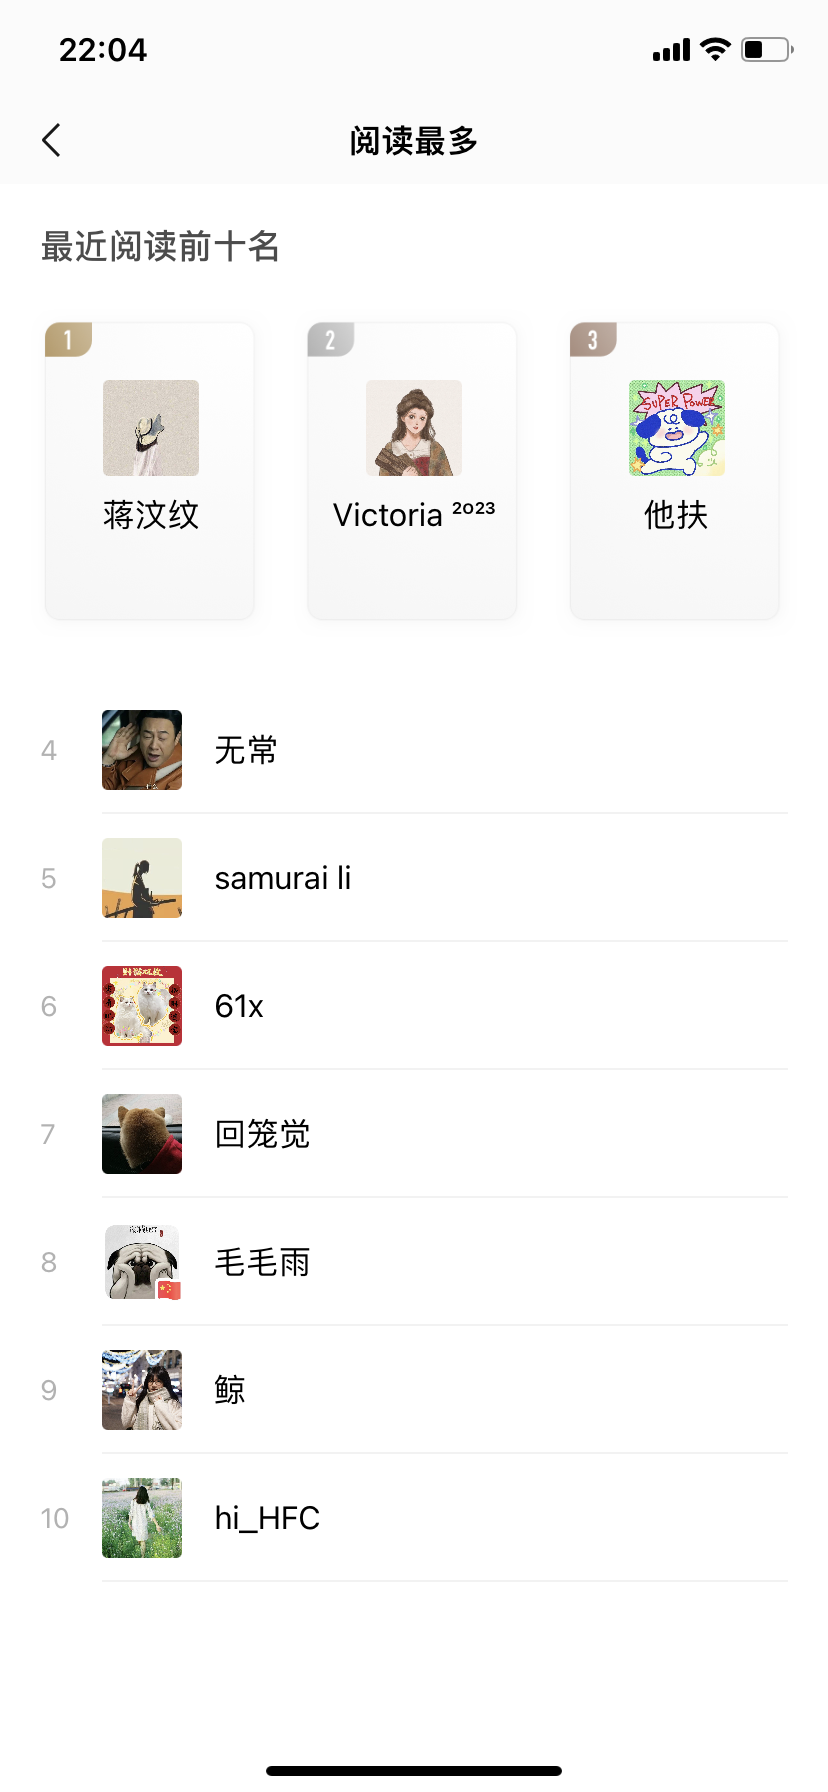 22:04
阅读最多
最近阅读前十名
1
2
3
SUPER POWER
蒋汶纹
Victoria ²⁰²³
他扶
4
无常
5
samurai li
6
61x
7
回笼觉
8
毛毛雨
9
鲸
10
hi_HFC